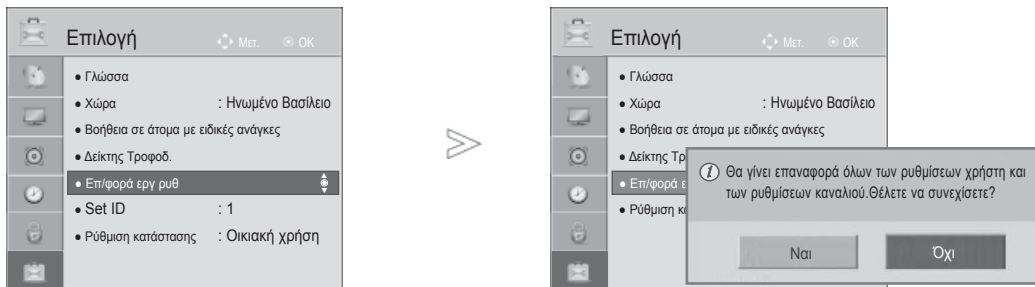 Επιλογή Μετ. OK
● Γλώσσα
● Χώρα : Ηνωμένο Βασίλειο
● Βοήθεια σε άτομα με ειδικές ανάγκες
● Δείκτης Τροφοδ.
● Επ/φορά εργ ρυθ
● Set ID : 1
● Ρύθμιση κατάστασης : Οικιακή χρήση
Επιλογή Μετ. OK
● Γλώσσα
● Χώρα : Ηνωμένο Βασίλειο
● Βοήθεια σε άτομα με ειδικές ανάγκες
● Δείκτης Τρ
● Επ/φορά ε
● Ρύθμιση κα
Θα γίνει επαναφορά όλων των ρυθμίσεων χρήστη και
των ρυθμίσεων καναλιού.Θέλετε να συνεχίσετε?
Ναι Όχι